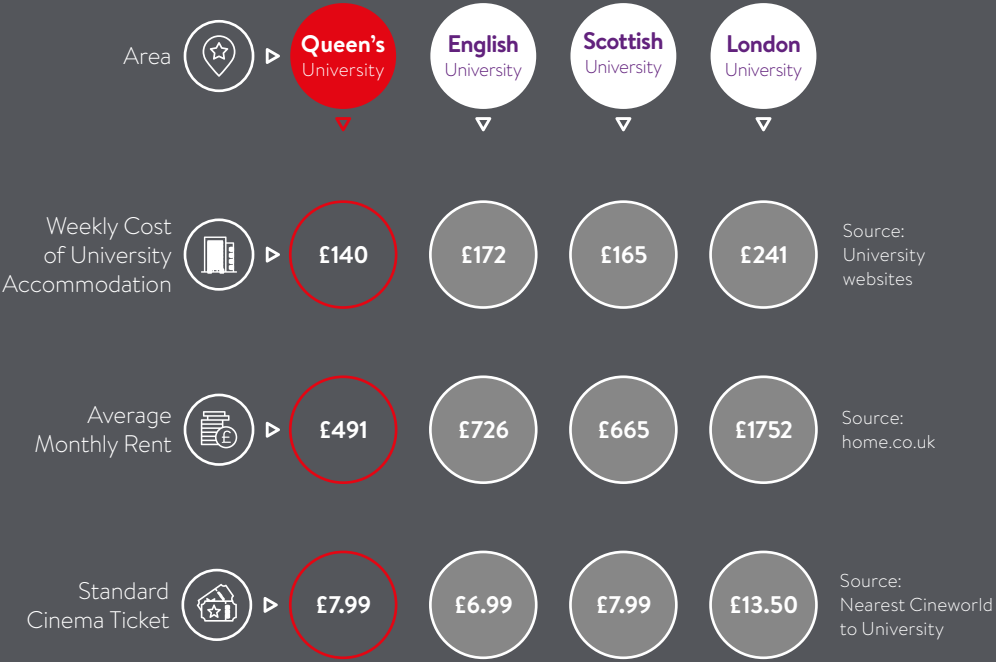 Area
Queen's
University
English
University
Scottish
University
London
University
Weekly Cost
of University
Accommodation
£140
£172
£165
£241
Source:
University
websites
Average
Monthly Rent
£
£491
£726
£665
£1752
Source:
home.co.uk
Standard
Cinema Ticket
£7.99
£6.99
£7.99
£13.50
Source:
Nearest Cineworld
to University